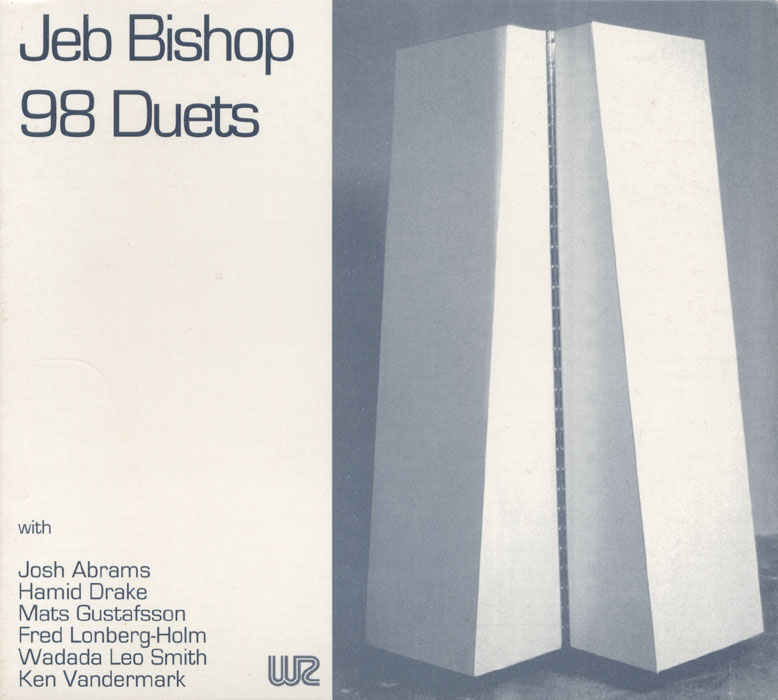 Jeb Bishop
98 Duets
with
Josh Abrams
Hamid Drake
Mats Gustafsson
Fred Lonberg-Holm
Wadada Leo Smith
Ken Vandermark
WR